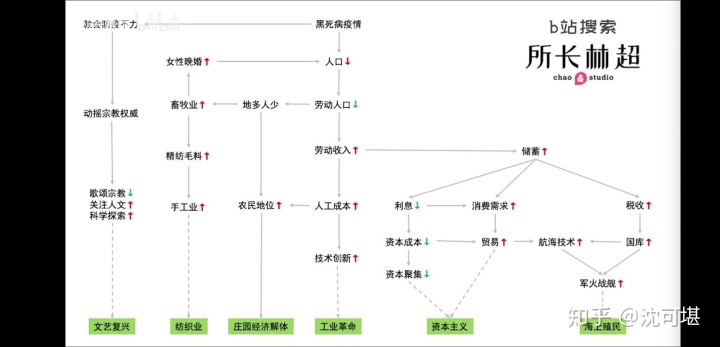 教会防疫不力
黑死病疫情
b站搜索
所长林超
chao & studio
女性晚婚↑
人口↓
畜牧业↑
地多人少
劳动人口↓
动摇宗教权威
精纺毛料↑
劳动收入↑
储蓄↑
歌颂宗教↓
关注人文↑
科学探索↑
手工业↑
农民地位↑
人工成本↑
利息↓
消费需求↑
税收↑
技术创新↑
资本成本↓
贸易↑
航海技术↑
国库↑
资本聚集↓
军火战舰↑
文艺复兴
纺织业
庄园经济解体
工业革命
资本主义
海上殖民
知乎 @沈可堪